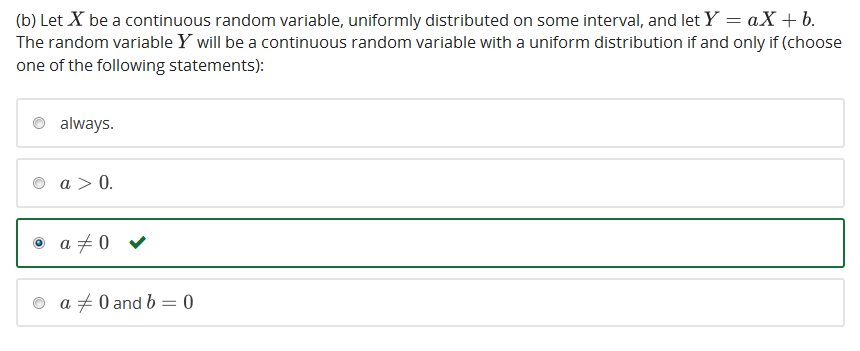 (b) Let X be a continuous random variable, uniformly distributed on some interval, and let Y = aX + b.
The random variable Y will be a continuous random variable with a uniform distribution if and only if (choose
one of the following statements):
always.
a > 0.
a ≠ 0 ✔
a ≠ 0 and b = 0